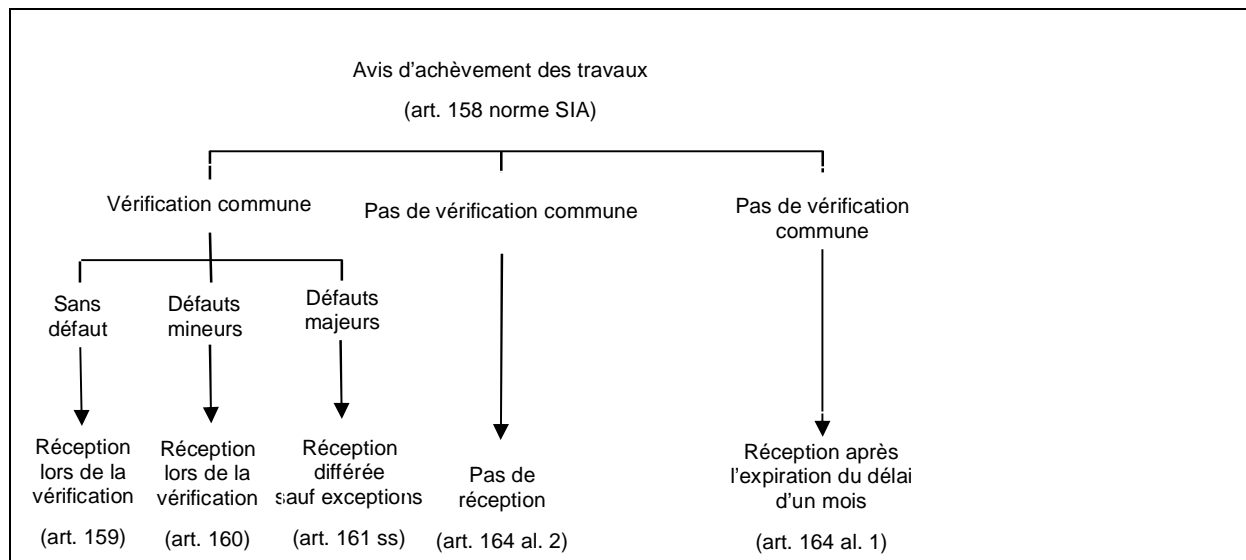 Avis d’achèvement des travaux
(art. 158 norme SIA)
Vérification commune
Pas de vérification commune
Pas de vérification
commune
Sans
défaut
Défauts
mineurs
Défauts
majeurs
Réception
lors de la
vérification
(art. 159)
Réception
lors de la
vérification
(art. 160)
Réception
différée
sauf exceptions
(art. 161 ss)
Pas de
réception
(art. 164 al. 2)
Réception après
l’expiration du délai
d’un mois
(art. 164 al. 1)